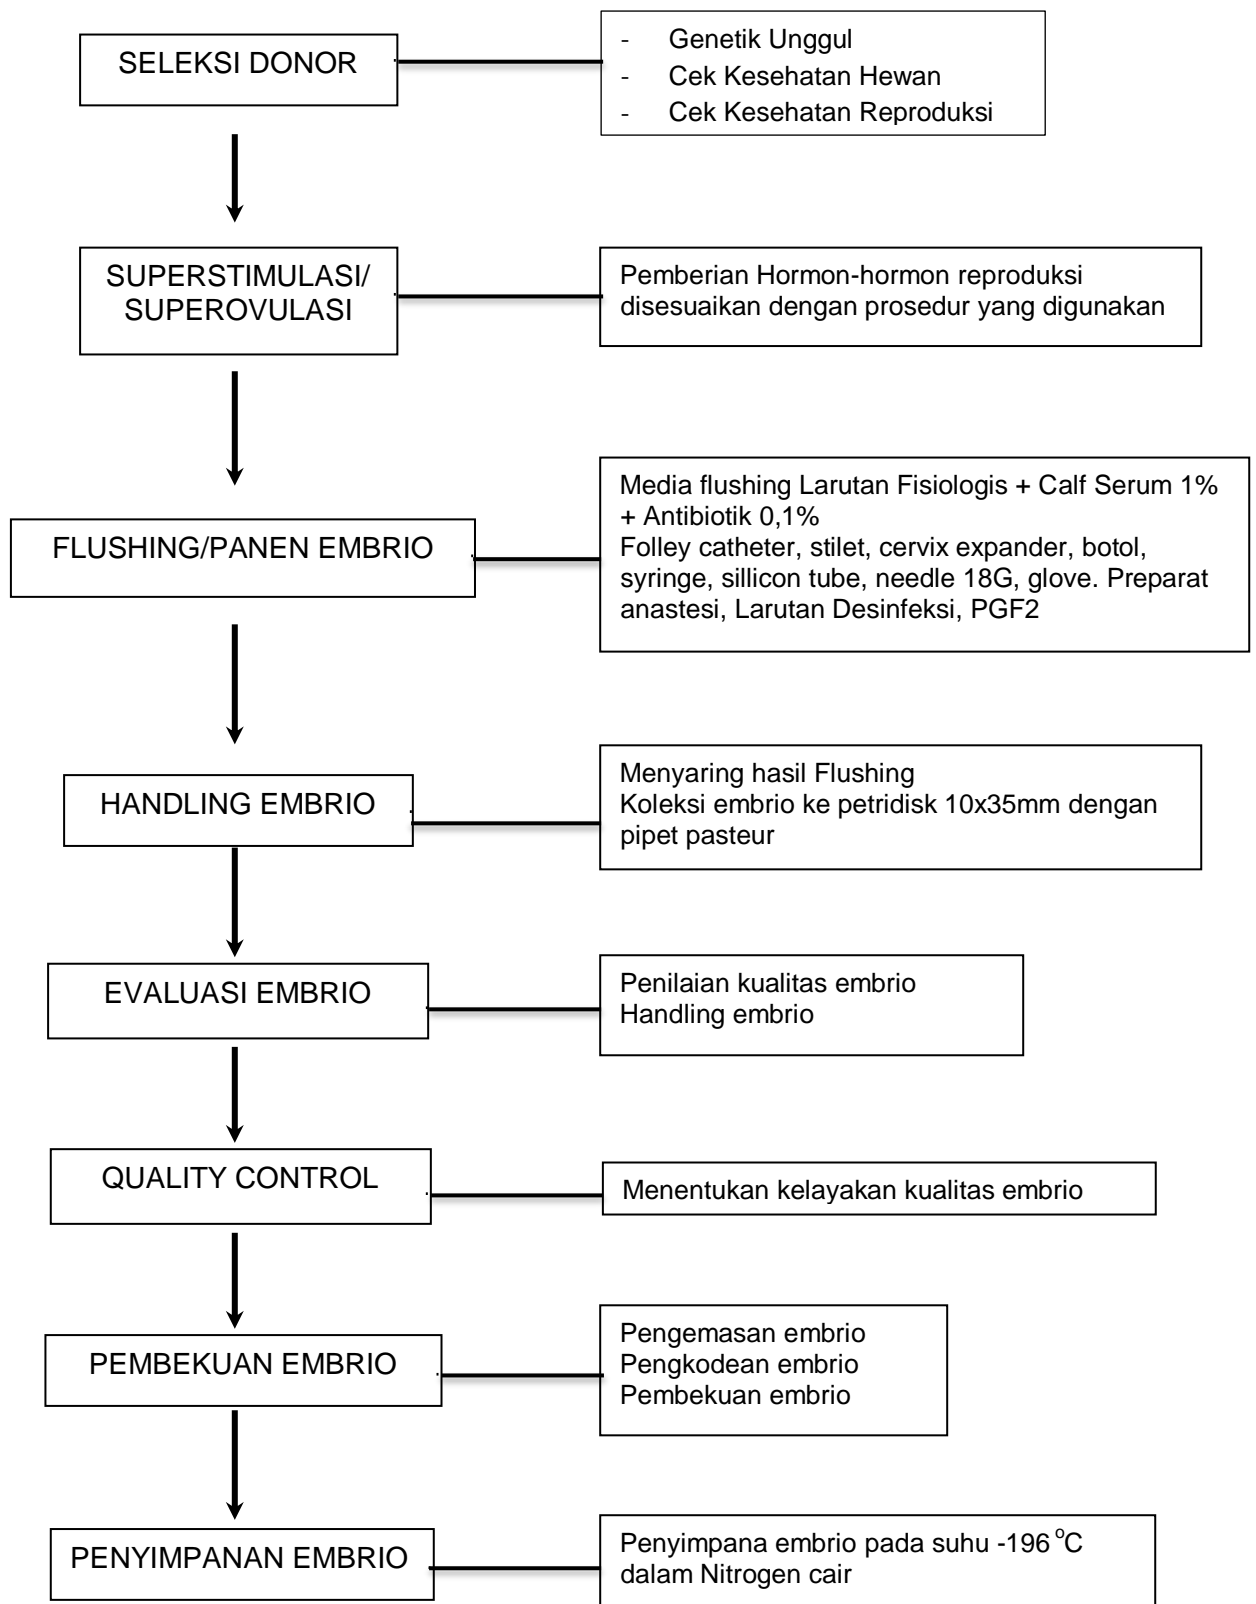 SELEKSI DONOR
- Genetik Unggul
- Cek Kesehatan Hewan
- Cek Kesehatan Reproduksi
SUPERSTIMULASI/
SUPEROVULASI
Pemberian Hormon-hormon reproduksi
disesuaikan dengan prosedur yang digunakan
FLUSHING/PANEN EMBRIO
Media flushing Larutan Fisiologis + Calf Serum 1%
+ Antibiotik 0,1%
Folley catheter, stilet, cervix expander, botol,
syringe, sillicon tube, needle 18G, glove. Preparat
anastesi, Larutan Desinfeksi, PGF2
HANDLING EMBRIO
Menyaring hasil Flushing
Koleksi embrio ke petridisk 10x35mm dengan
pipet pasteur
EVALUASI EMBRIO
Penilaian kualitas embrio
Handling embrio
QUALITY CONTROL
Menentukan kelayakan kualitas embrio
PEMBEKUAN EMBRIO
Pengemasan embrio
Pengkodean embrio
Pembekuan embrio
PENYIMPANAN EMBRIO
Penyimpana embrio pada suhu -196 °C
dalam Nitrogen cair